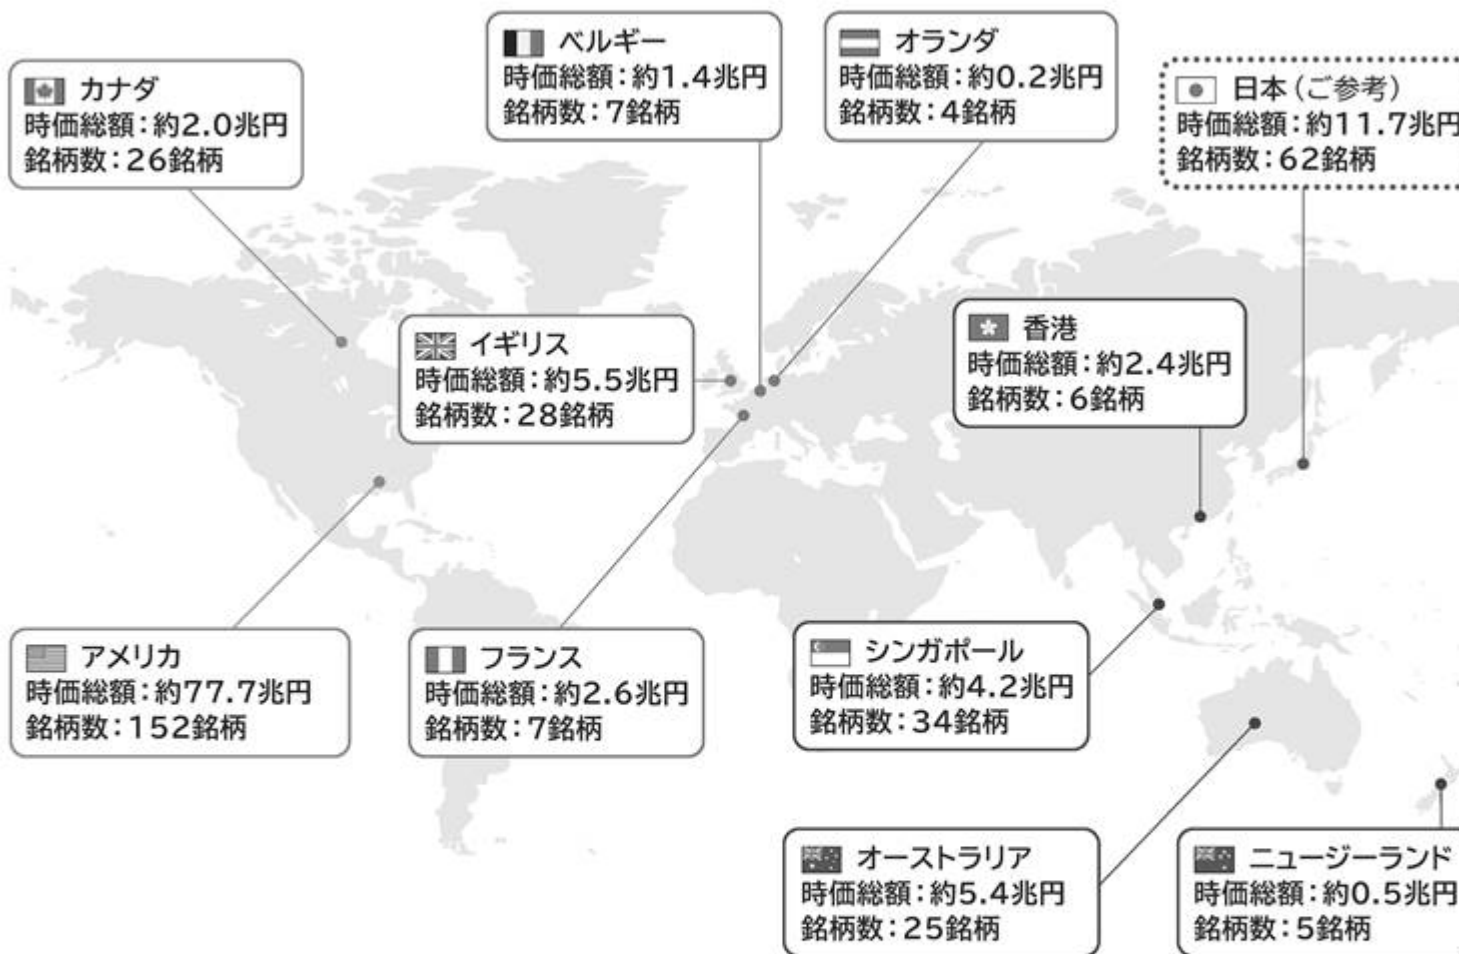 ベルギー
時価総額：約1.4兆円
銘柄数：7銘柄
オランダ
時価総額：約0.2兆円
銘柄数：4銘柄
カナダ
時価総額：約2.0兆円
銘柄数：26銘柄
日本（ご参考）
時価総額：約11.7兆円
銘柄数：62銘柄
イギリス
時価総額：約5.5兆円
銘柄数：28銘柄
香港
時価総額：約2.4兆円
銘柄数：6銘柄
アメリカ
時価総額：約77.7兆円
銘柄数：152銘柄
フランス
時価総額：約2.6兆円
銘柄数：7銘柄
シンガポール
時価総額：約4.2兆円
銘柄数：34銘柄
オーストラリア
時価総額：約5.4兆円
銘柄数：25銘柄
ニュージーランド
時価総額：約0.5兆円
銘柄数：5銘柄